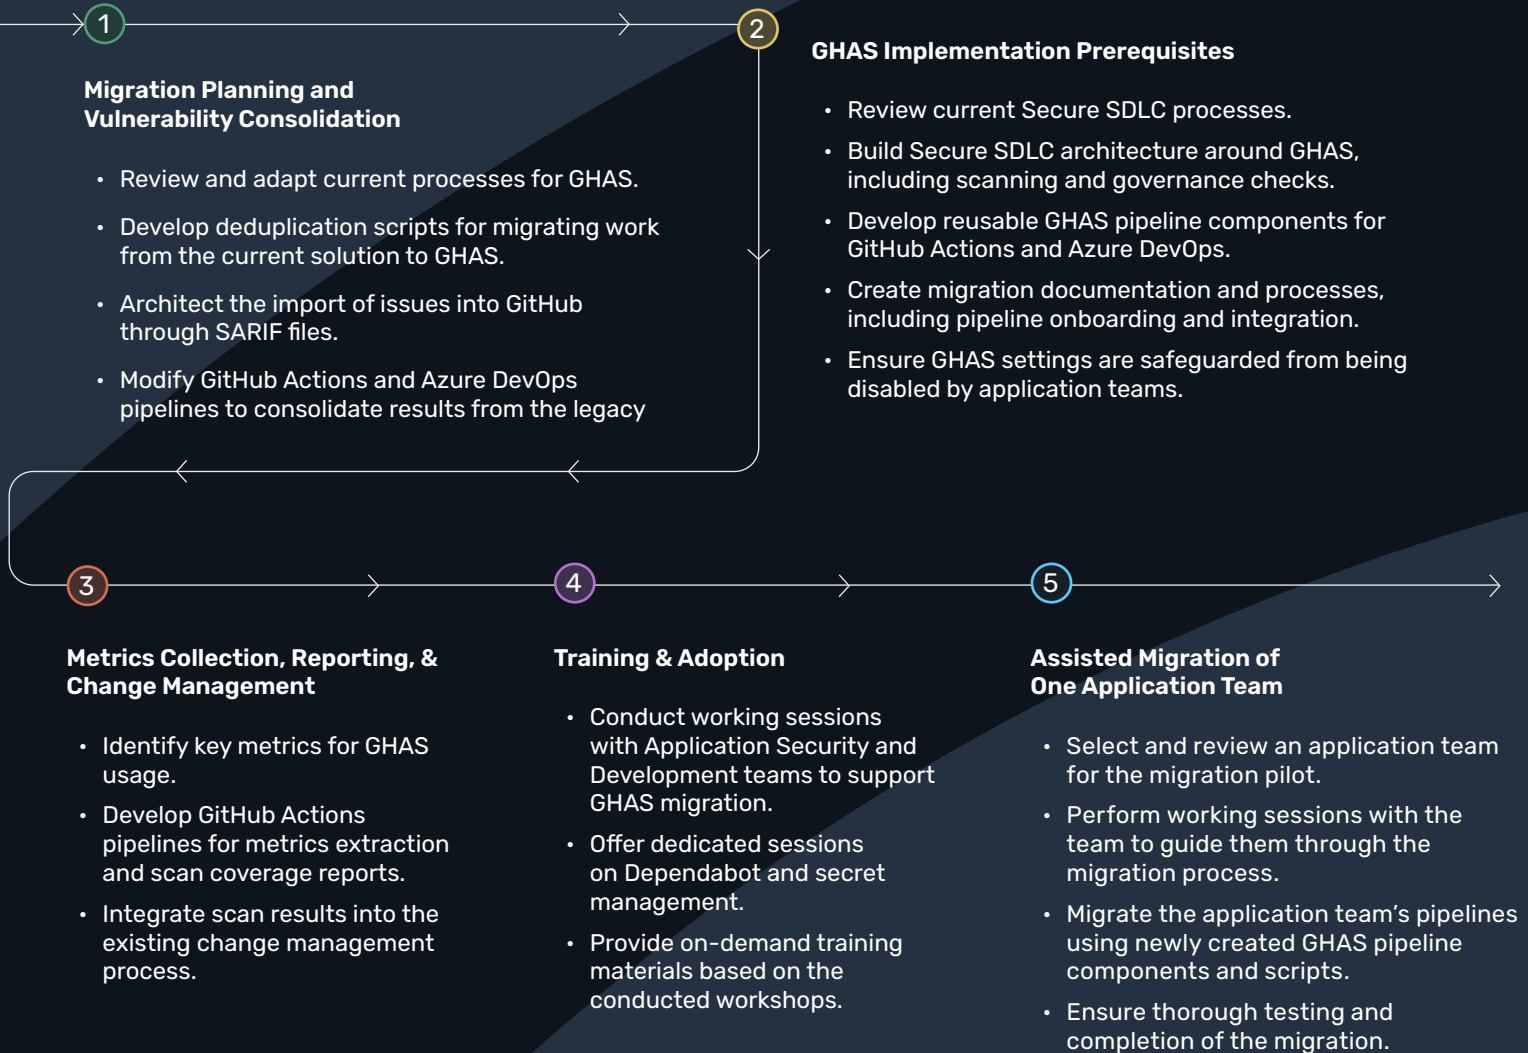 1
Migration Planning and
Vulnerability Consolidation
• Review and adapt current processes for GHAS.
• Develop deduplication scripts for migrating work
from the current solution to GHAS.
• Architect the import of issues into GitHub
through SARIF files.
• Modify GitHub Actions and Azure DevOps
pipelines to consolidate results from the legacy
2
GHAS Implementation Prerequisites
• Review current Secure SDLC processes.
• Build Secure SDLC architecture around GHAS,
including scanning and governance checks.
• Develop reusable GHAS pipeline components for
GitHub Actions and Azure DevOps.
• Create migration documentation and processes,
including pipeline onboarding and integration.
• Ensure GHAS settings are safeguarded from being
disabled by application teams.
3
Metrics Collection, Reporting, &
Change Management
• Identify key metrics for GHAS
usage.
• Develop GitHub Actions
pipelines for metrics extraction
and scan coverage reports.
• Integrate scan results into the
existing change management
process.
4
Training & Adoption
• Conduct working sessions
with Application Security and
Development teams to support
GHAS migration.
• Offer dedicated sessions
on Dependabot and secret
management.
• Provide on-demand training
materials based on the
conducted workshops.
5
Assisted Migration of
One Application Team
• Select and review an application team
for the migration pilot.
• Perform working sessions with the
team to guide them through the
migration process.
• Migrate the application team’s pipelines
using newly created GHAS pipeline
components and scripts.
• Ensure thorough testing and
completion of the migration.